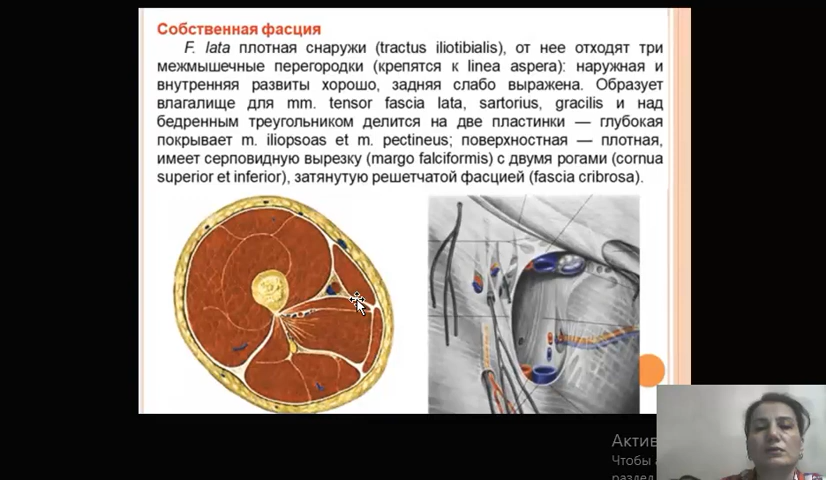 Собственная фасция
F. lata плотная снаружи (tractus iliotibialis), от нее отходят три
межмышечные перегородки (крепятся к linea aspera): наружная и
внутренняя развиты хорошо, задняя слабо выражена. Образует
влагалище для mm. tensor fascia lata, sartorius, gracilis и над
бедренным треугольником делится на две пластинки — глубокая
покрывает m. iliopsoas et m. pectineus; поверхностная — плотная,
имеет серповидную вырезку (margo falciformis) с двумя рогами (cornua
superior et inferior), затянутую решетчатой фасцией (fascia cribrosa).
Актив
Чтобы
раздел